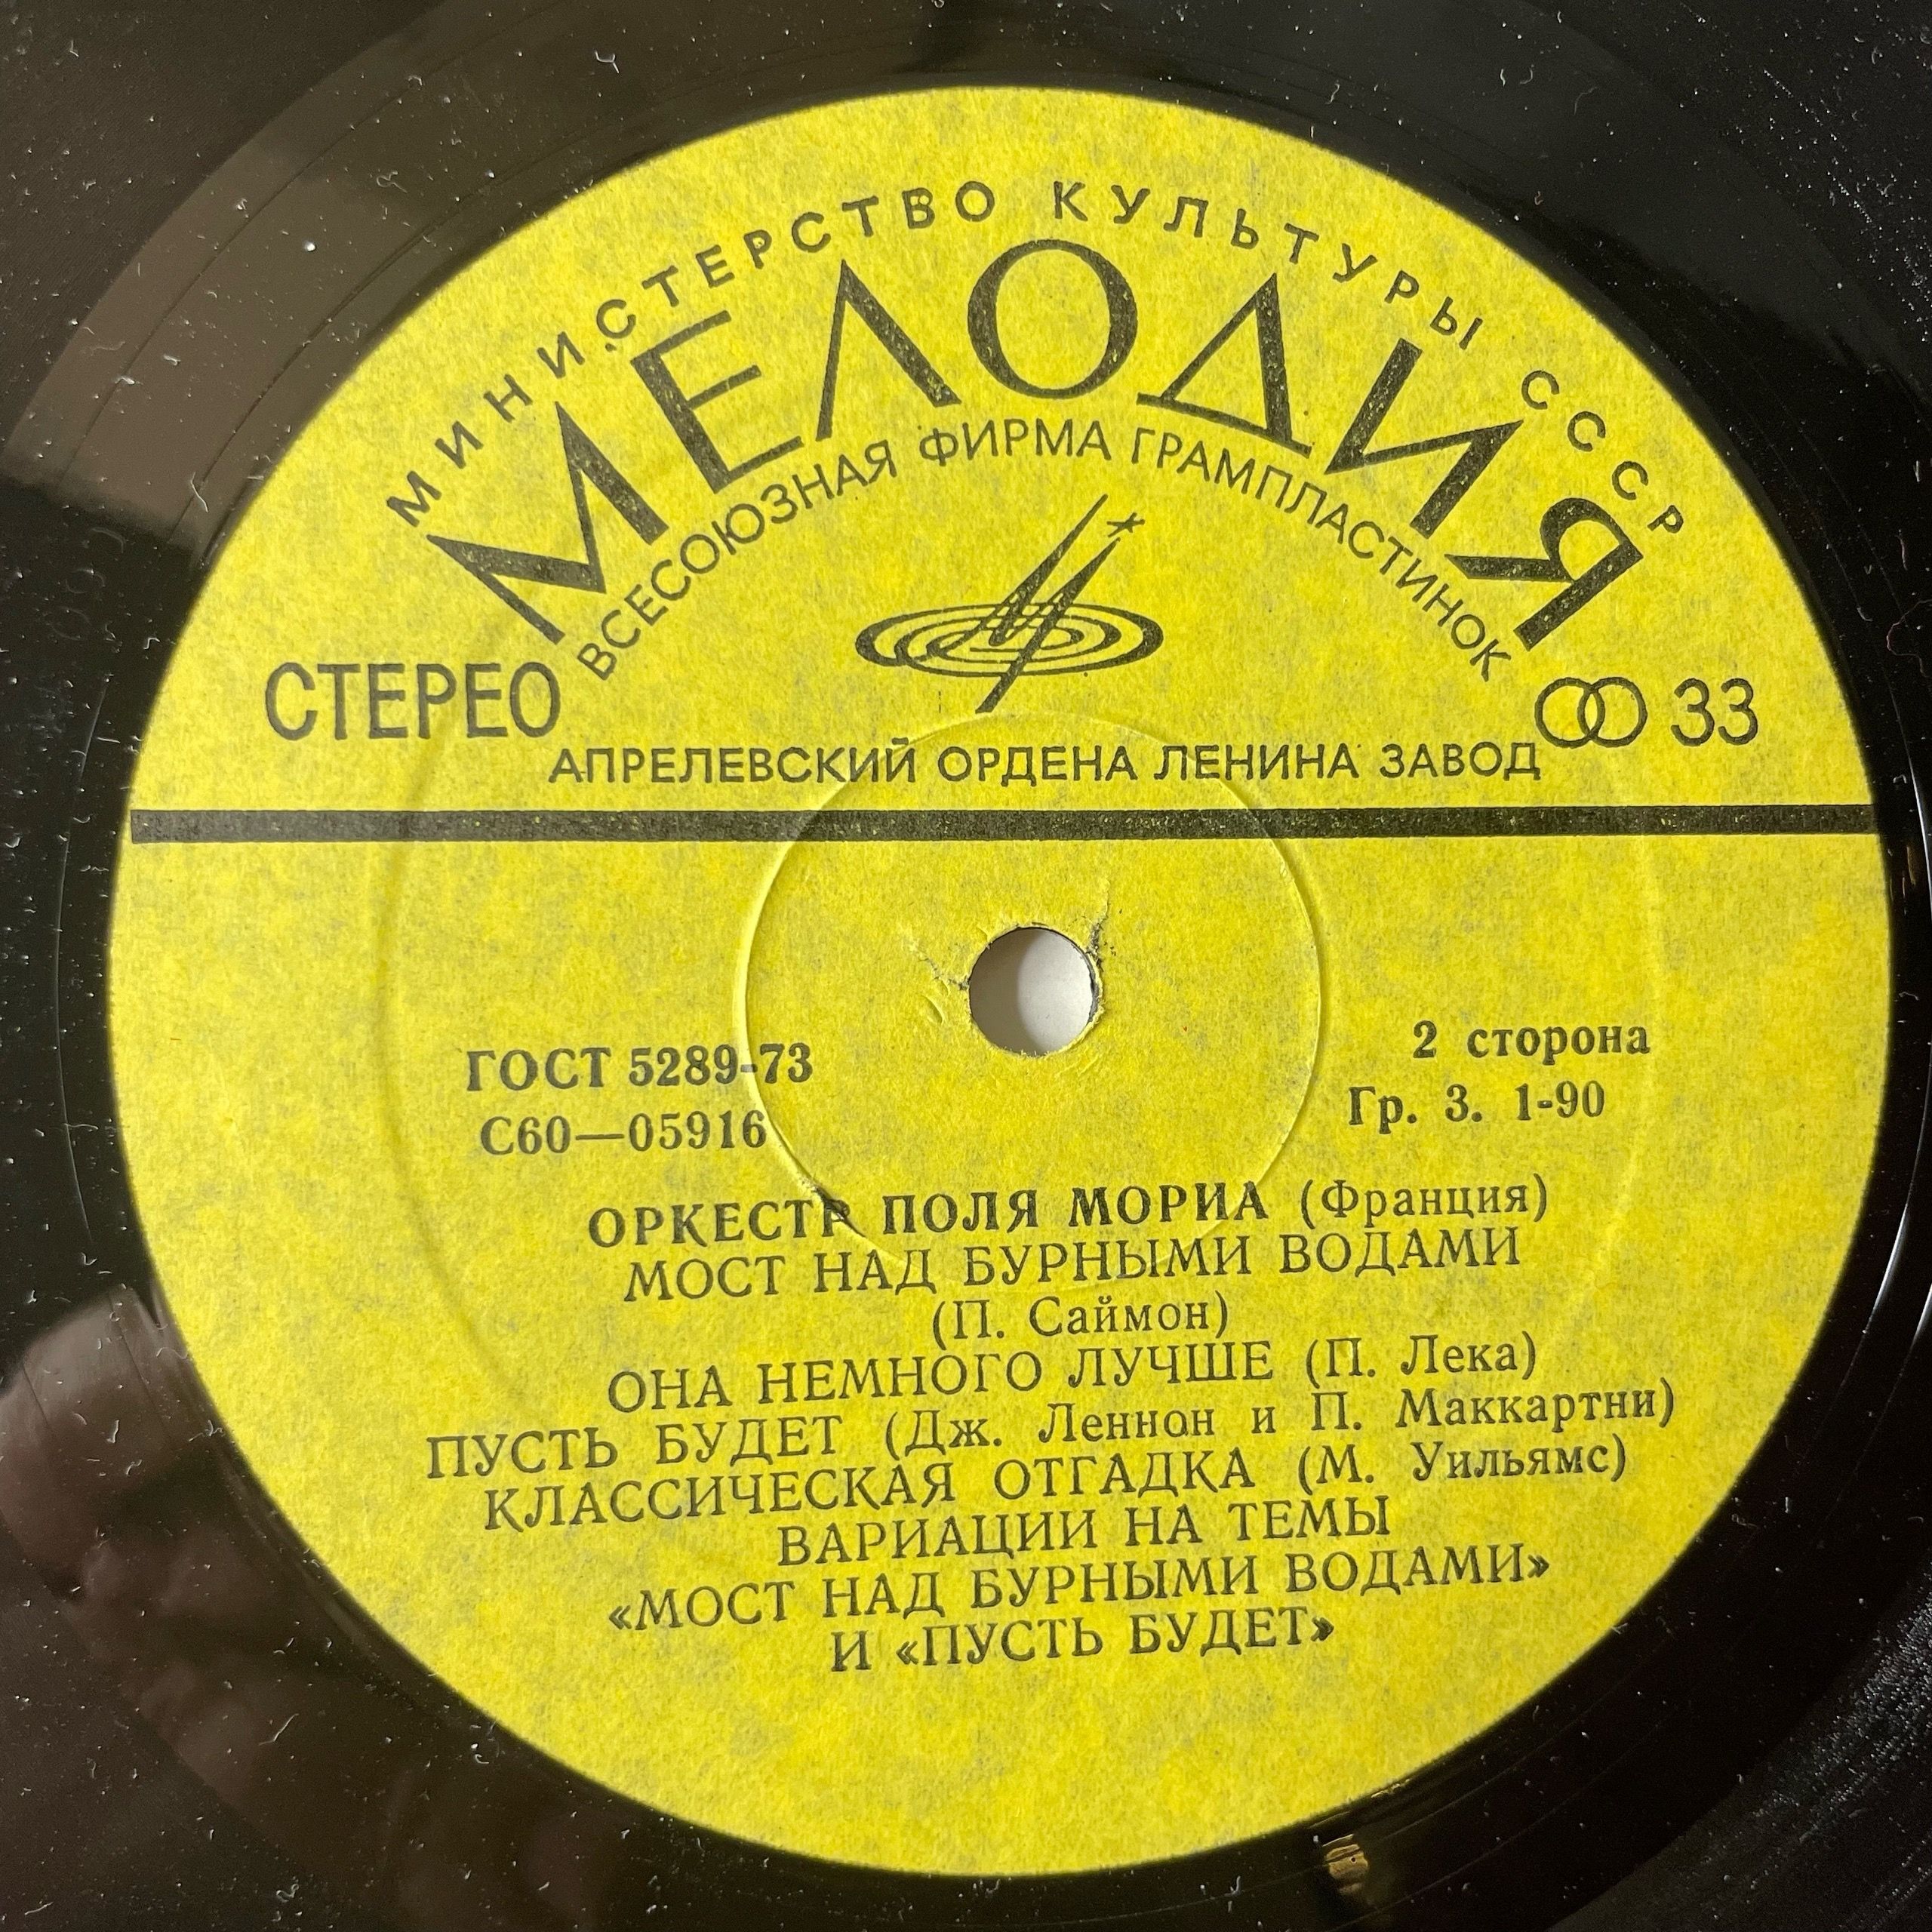 МИНИСТЕРСТВО КУЛЬТУРЫ СССР
МЕЛОДИЯ
ВСЕСОЮЗНАЯ ФИРМА ГРАМПЛАСТИНОК
СТЕРЕО
33
АПРЕЛЕВСКИЙ ОРДЕНА ЛЕНИНА ЗАВОД
ГОСТ 5289-73
С60—05916
2 сторона
Гр. 3. 1-90
ОРКЕСТР ПОЛЯ МОРИА (Франция)
МОСТ НАД БУРНЫМИ ВОДАМИ
(П. Саймон)
ОНА НЕМНОГО ЛУЧШЕ (П. Лека)
ПУСТЬ БУДЕТ (Дж. Леннон и П. Маккартни)
КЛАССИЧЕСКАЯ ОТГАДКА (М. Уильямс)
ВАРИАЦИИ НА ТЕМЫ
«МОСТ НАД БУРНЫМИ ВОДАМИ»
И «ПУСТЬ БУДЕТ»